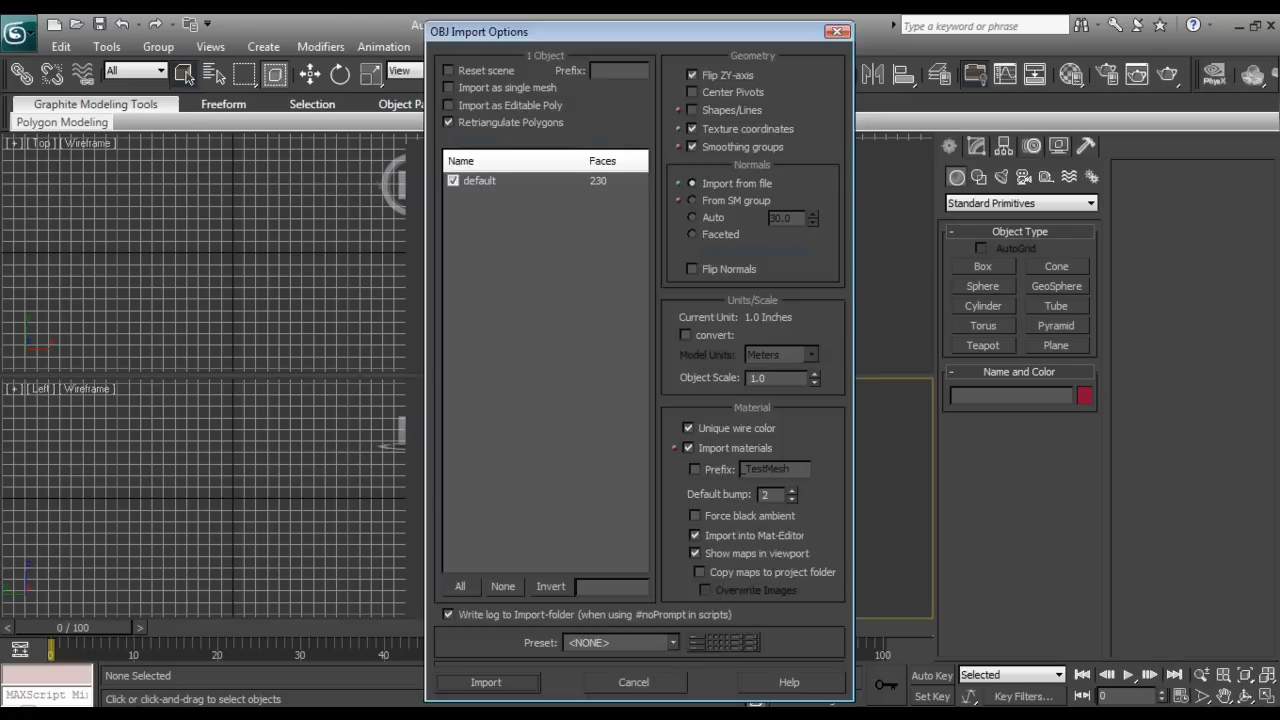 Au
Type a keyword or phrase
Edit Tools Group Views Create Modifiers Animation
All
View
Graphite Modeling Tools Freeform Selection Object Pa
Polygon Modeling
[+] [Top] [Wireframe]
[+] [Left] [Wireframe]
OBJ Import Options
1 Object
Reset scene Prefix:
Import as single mesh
Import as Editable Poly
Retriangulate Polygons
Name Faces
default 230
All None Invert
Geometry
Flip ZY-axis
Center Pivots
Shapes/Lines
Texture coordinates
Smoothing groups
Normals
Import from file
From SM group
Auto 30.0
Faceted
Flip Normals
Units/Scale
Current Unit: 1.0 Inches
convert:
Model Units: Meters
Object Scale: 1.0
Material
Unique wire color
Import materials
Prefix: _TestMesh
Default bump: 2
Force black ambient
Import into Mat-Editor
Show maps in viewport
Copy maps to project folder
Overwrite Images
Write log to Import-folder (when using #noPrompt in scripts)
Preset: <NONE>
Import Cancel Help
PhysX
Standard Primitives
Object Type
AutoGrid
Box Cone
Sphere GeoSphere
Cylinder Tube
Torus Pyramid
Teapot Plane
Name and Color
< 0 / 100 >
0 10 20 30 40 100
None Selected
MAXScript Mi
Click or click-and-drag to select objects
Auto Key Selected
Set Key Key Filters... 0